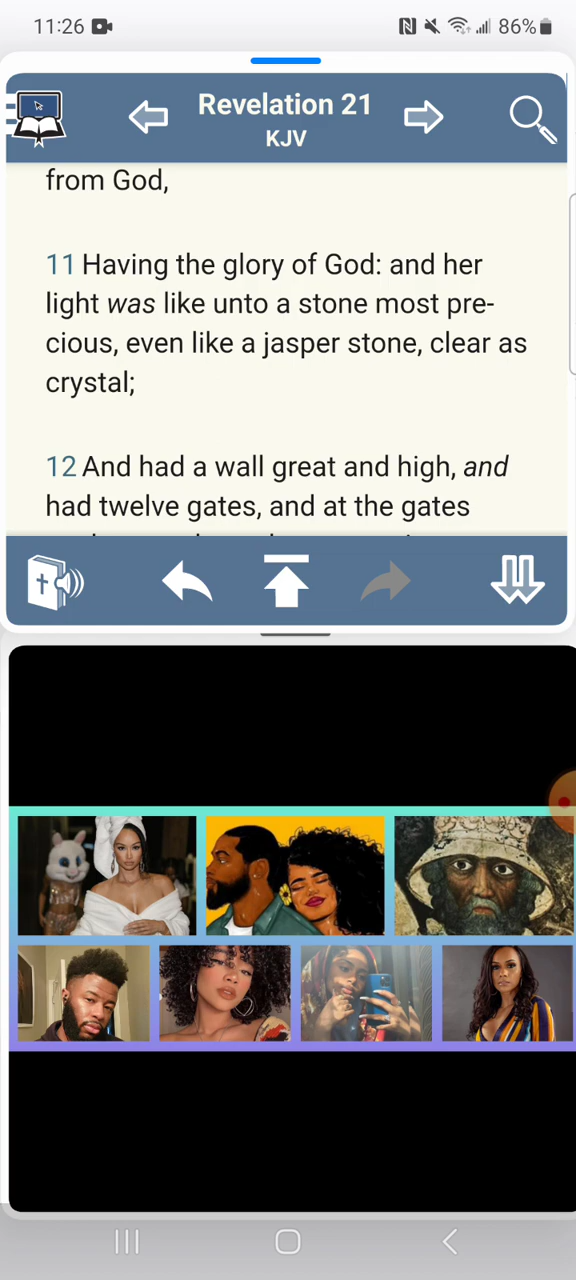 11:26 86%
Revelation 21
KJV
from God,
11 Having the glory of God: and her
light was like unto a stone most pre-
cious, even like a jasper stone, clear as
crystal;
12 And had a wall great and high, and
had twelve gates, and at the gates